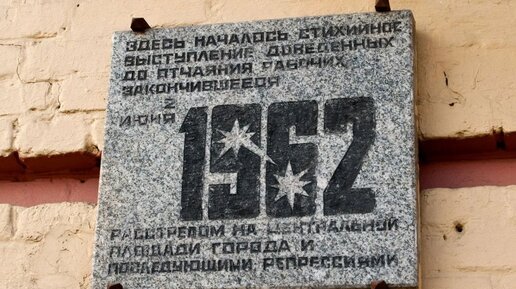 ЗДЕСЬ НАЧАЛОСЬ СТИХИЙНОЕ
ВЫСТУПЛЕНИЕ ДОВЕДЕННЫХ
ДО ОТЧАЯНИЯ РАБОЧИХ
ЗАКОНЧИВШЕЕСЯ
2
ИЮНЯ 1962
РАССТРЕЛОМ НА ЦЕНТРАЛЬНОЙ
ПЛОЩАДИ ГОРОДА И
ПОСЛЕДУЮЩИМИ РЕПРЕССИЯМИ